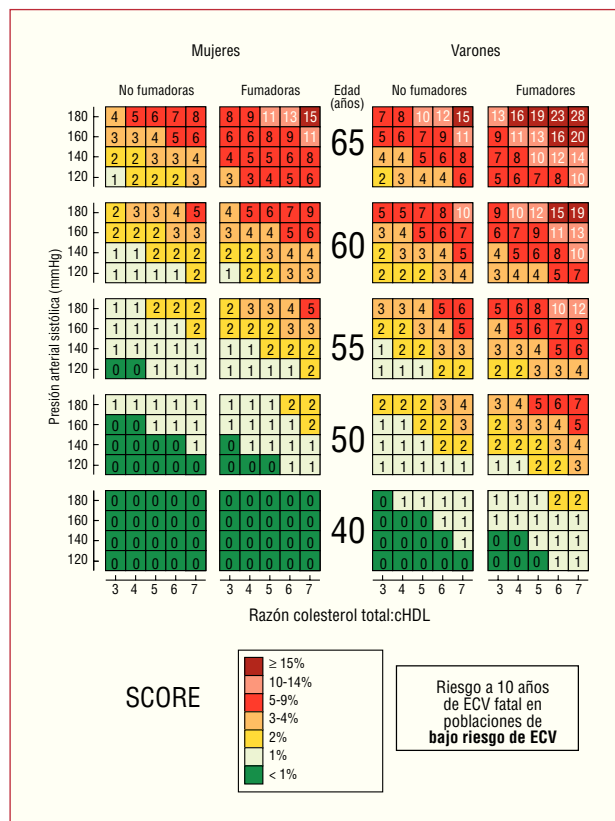 Mujeres Varones
No fumadoras Fumadoras Edad (años) No fumadores Fumadores
Presión arterial sistólica (mmHg)
180 4 5 6 7 8 8 9 11 13 15 7 8 10 12 15 13 16 19 23 28
160 3 3 4 5 6 6 6 8 9 11 5 6 7 9 11 9 11 13 16 20
65
140 2 2 3 3 4 4 5 5 6 8 4 4 5 6 8 7 8 10 12 14
120 1 2 2 2 3 3 3 4 5 6 2 3 4 4 6 5 6 7 8 10
180 2 3 3 4 5 4 5 6 7 9 5 5 7 8 10 9 10 12 15 19
160 2 2 2 3 3 3 4 4 5 6 3 4 5 6 7 6 7 9 11 13
60
140 1 1 2 2 2 2 2 3 4 4 2 3 3 4 5 4 5 6 8 10
120 1 1 1 1 2 1 2 2 3 3 2 2 2 3 4 3 4 4 5 7
180 1 1 2 2 2 2 3 3 4 5 3 3 4 5 6 5 6 8 10 12
160 1 1 1 1 2 2 2 2 3 3 2 2 3 4 5 4 5 6 7 9
55
140 1 1 1 1 1 1 1 2 2 2 1 2 2 3 3 3 3 4 5 6
120 0 0 1 1 1 1 1 1 1 2 1 1 1 2 2 2 2 3 3 4
180 1 1 1 1 1 1 1 1 2 2 2 2 2 3 4 4 4 5 6 7
160 0 0 1 1 1 1 1 1 1 2 1 1 2 2 3 2 3 3 4 5
50
140 0 0 0 0 1 0 1 1 1 1 1 1 1 2 2 2 2 2 3 4
120 0 0 0 0 0 0 0 0 1 1 1 1 1 1 1 1 1 2 2 3
180 0 0 0 0 0 0 0 0 0 0 0 1 1 1 1 1 1 1 2 2
160 0 0 0 0 0 0 0 0 0 0 0 0 0 1 1 1 1 1 1 1
40
140 0 0 0 0 0 0 0 0 0 0 0 0 0 0 1 0 0 1 1 1
120 0 0 0 0 0 0 0 0 0 0 0 0 0 0 0 0 0 0 1 1
3 4 5 6 7 3 4 5 6 7 3 4 5 6 7 3 4 5 6 7
Razón colesterol total:cHDL
SCORE
≥ 15%
10-14%
5-9%
3-4%
2%
1%
< 1%
Riesgo a 10 años
de ECV fatal en
poblaciones de
bajo riesgo de ECV